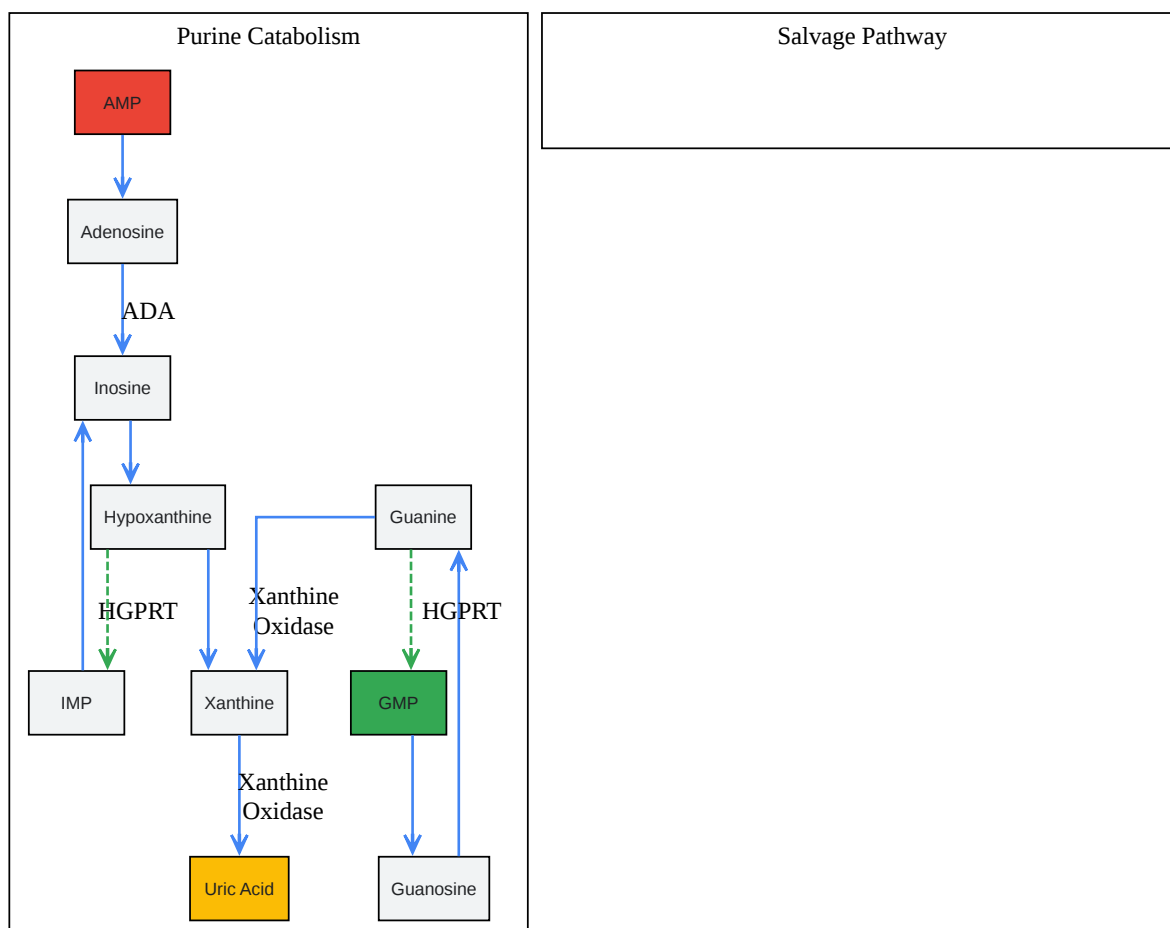 Purine Catabolism
Salvage Pathway
AMP
Adenosine
ADA
Inosine
Hypoxanthine
Guanine
HGPRT
Xanthine
Oxidase
HGPRT
IMP
Xanthine
GMP
Xanthine
Oxidase
Uric Acid
Guanosine